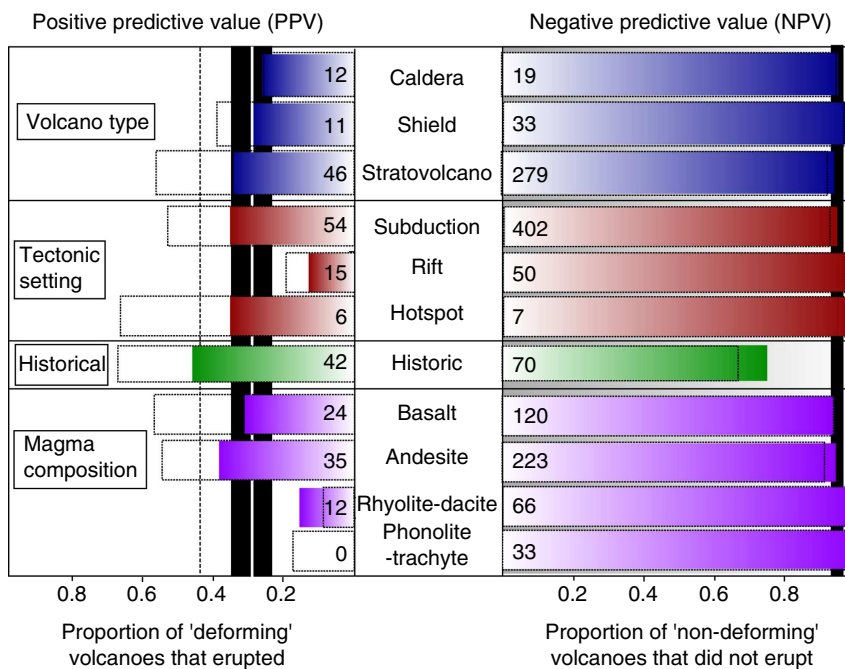 Positive predictive value (PPV)
Negative predictive value (NPV)
Volcano type
12 Caldera 19
11 Shield 33
46 Stratovolcano 279
Tectonic
setting
54 Subduction 402
15 Rift 50
6 Hotspot 7
Historical
42 Historic 70
Magma
composition
24 Basalt 120
35 Andesite 223
12 Rhyolite-dacite 66
Phonolite
-trachyte
0 33
0.8 0.6 0.4 0.2
0.2 0.4 0.6 0.8
Proportion of 'deforming'
volcanoes that erupted
Proportion of 'non-deforming'
volcanoes that did not erupt